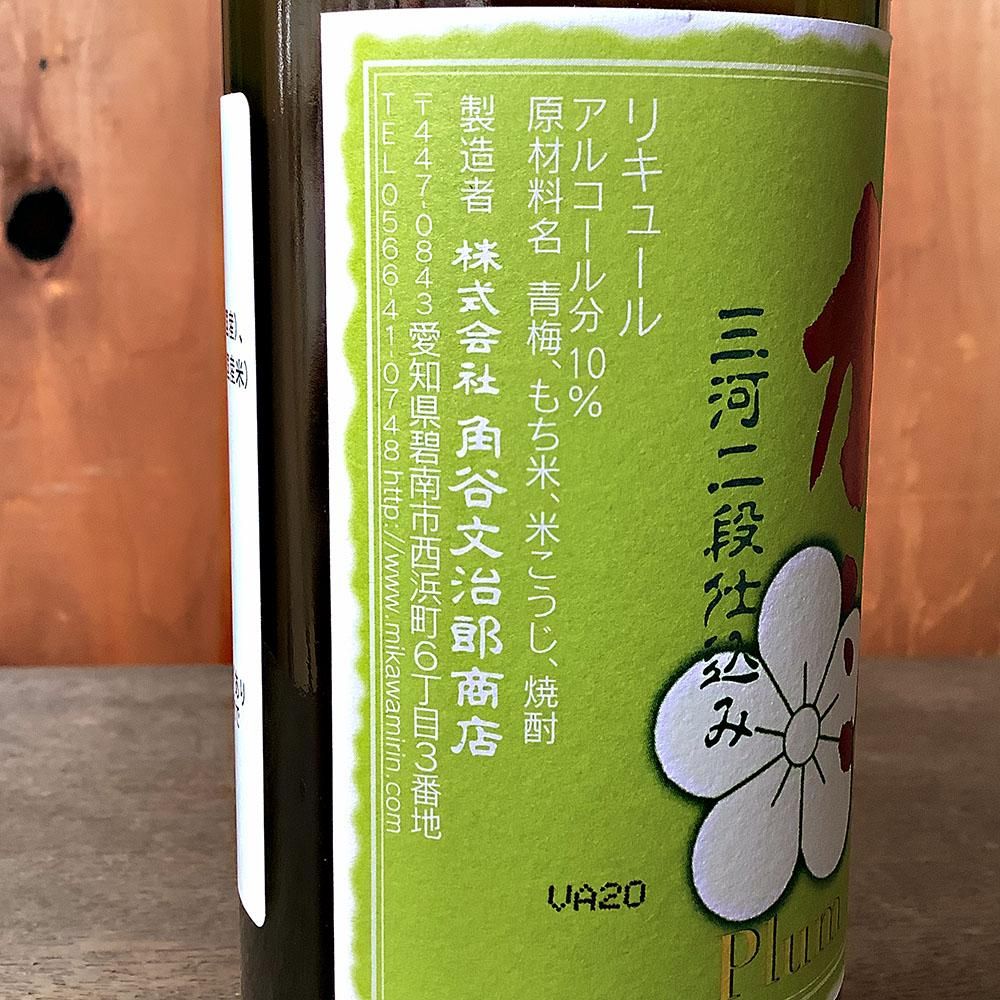 三河二段仕込み
リキュール
アルコール分10%
原材料名 青梅、もち米、米こうじ、焼酎
製造者 株式会社 角谷文治郎商店
〒447-0843 愛知県碧南市西浜町6丁目3番地
TEL0566-41-0748 http://www.mikawamirin.com
VA20
Plum